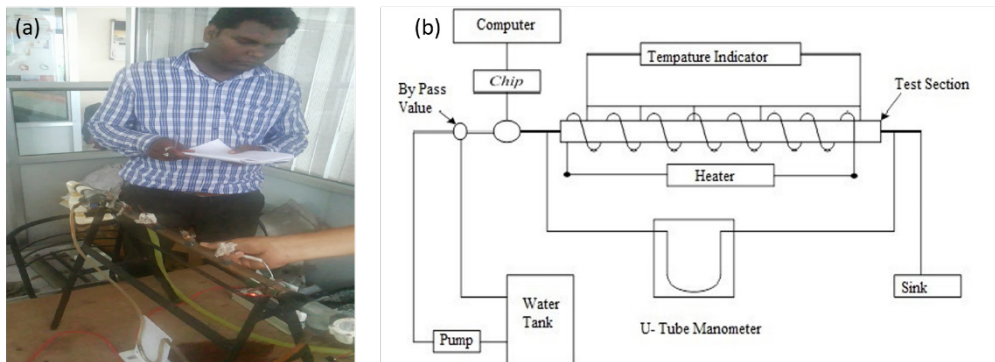 (a)
(b)
Computer
Chip
Tempature Indicator
By Pass
Value
Test Section
Heater
Water
Tank
Pump
U- Tube Manometer
Sink